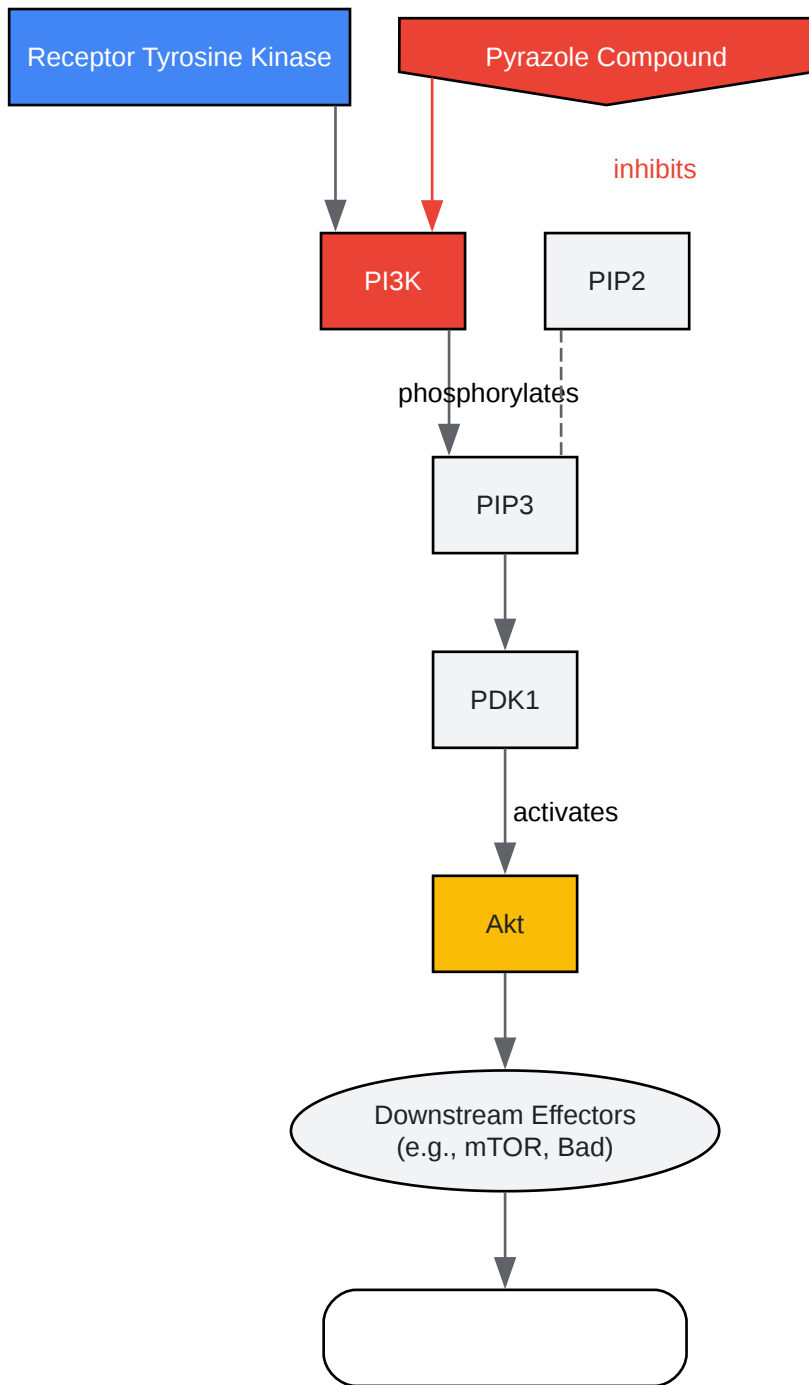 Receptor Tyrosine Kinase
Pyrazole Compound
inhibits
PI3K
PIP2
phosphorylates
PIP3
PDK1
activates
Akt
Downstream Effectors
(e.g., mTOR, Bad)